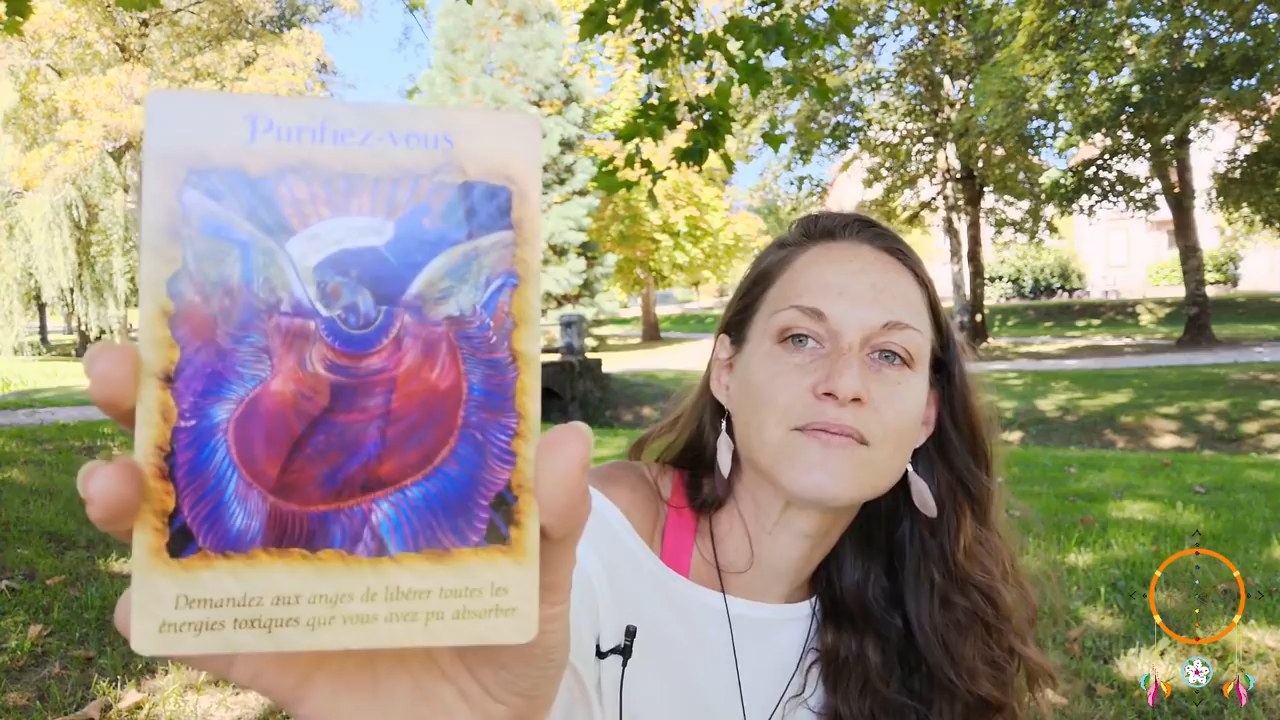 Purifiez-vous
Demandez aux anges de libérer toutes les
énergies toxiques que vous avez pu absorber